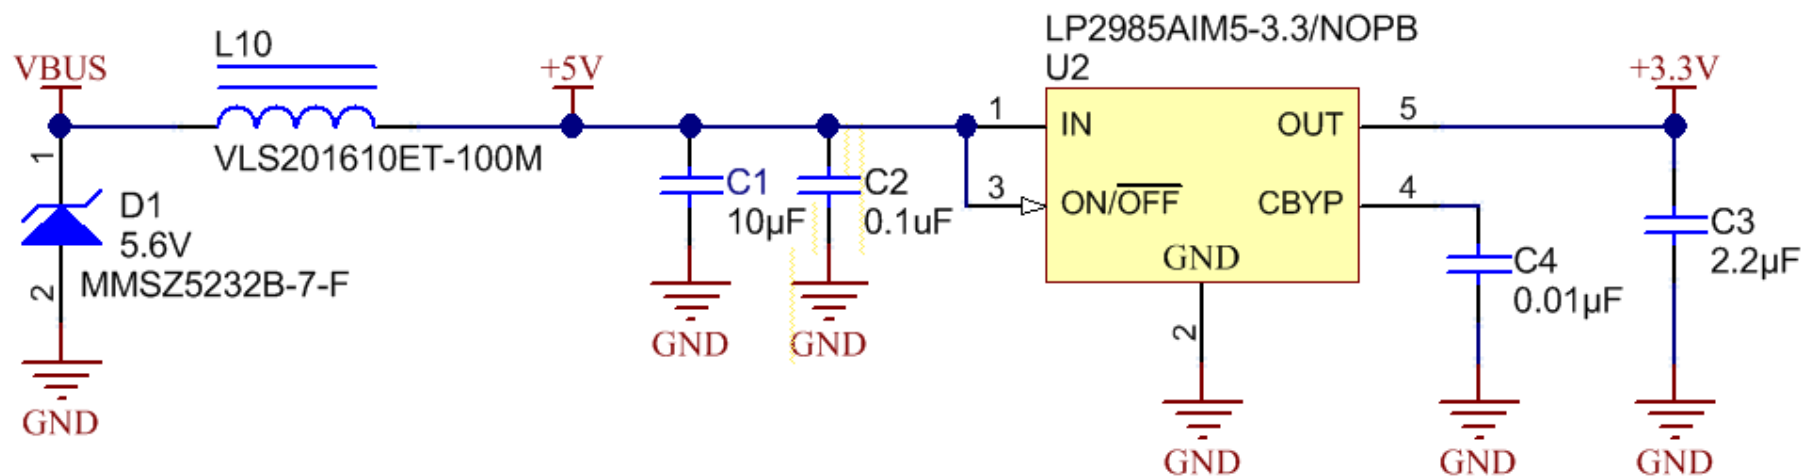 VBUS
L10
VLS201610ET-100M
1
D1
5.6V
MMSZ5232B-7-F
2
GND
+5V
C1
10µF
GND
C2
0.1uF
GND
LP2985AIM5-3.3/NOPB
U2
1
IN
OUT
5
3
ON/OFF
CBYP
4
GND
2
GND
C4
0.01µF
GND
+3.3V
C3
2.2µF
GND